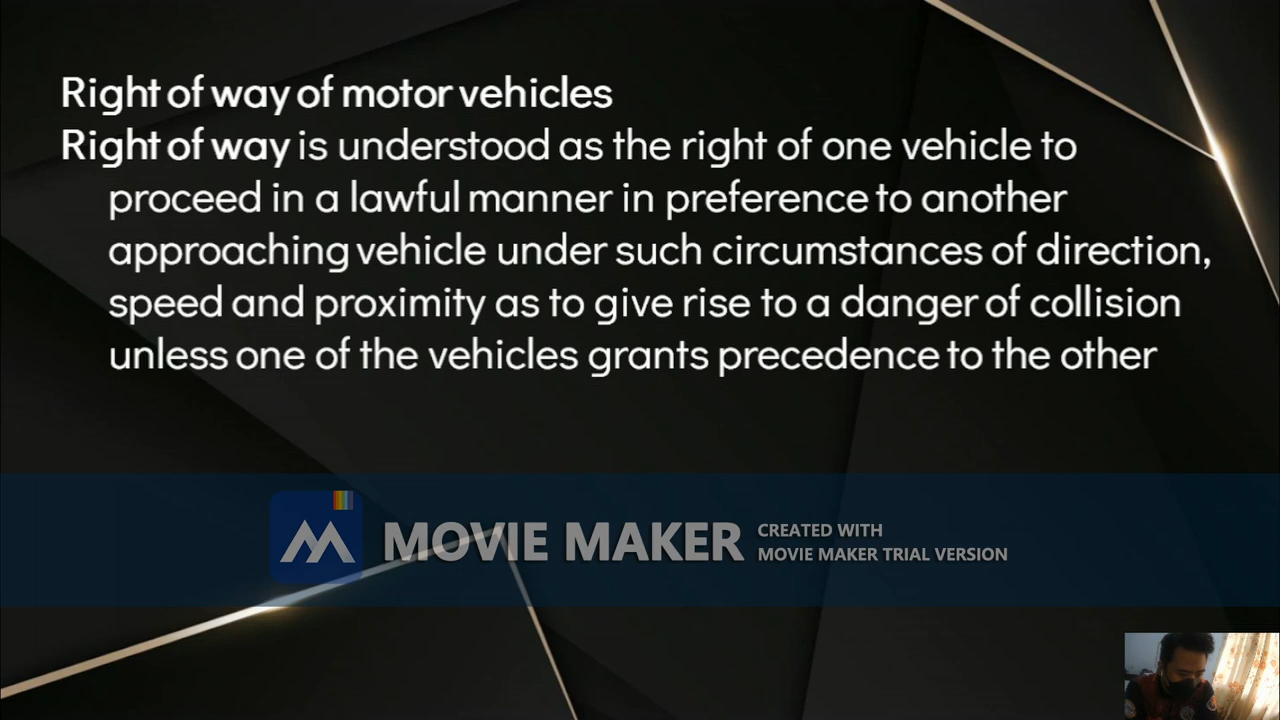 Right of way of motor vehicles
Right of way is understood as the right of one vehicle to
proceed in a lawful manner in preference to another
approaching vehicle under such circumstances of direction,
speed and proximity as to give rise to a danger of collision
unless one of the vehicles grants precedence to the other
MOVIE MAKER
CREATED WITH
MOVIE MAKER TRIAL VERSION